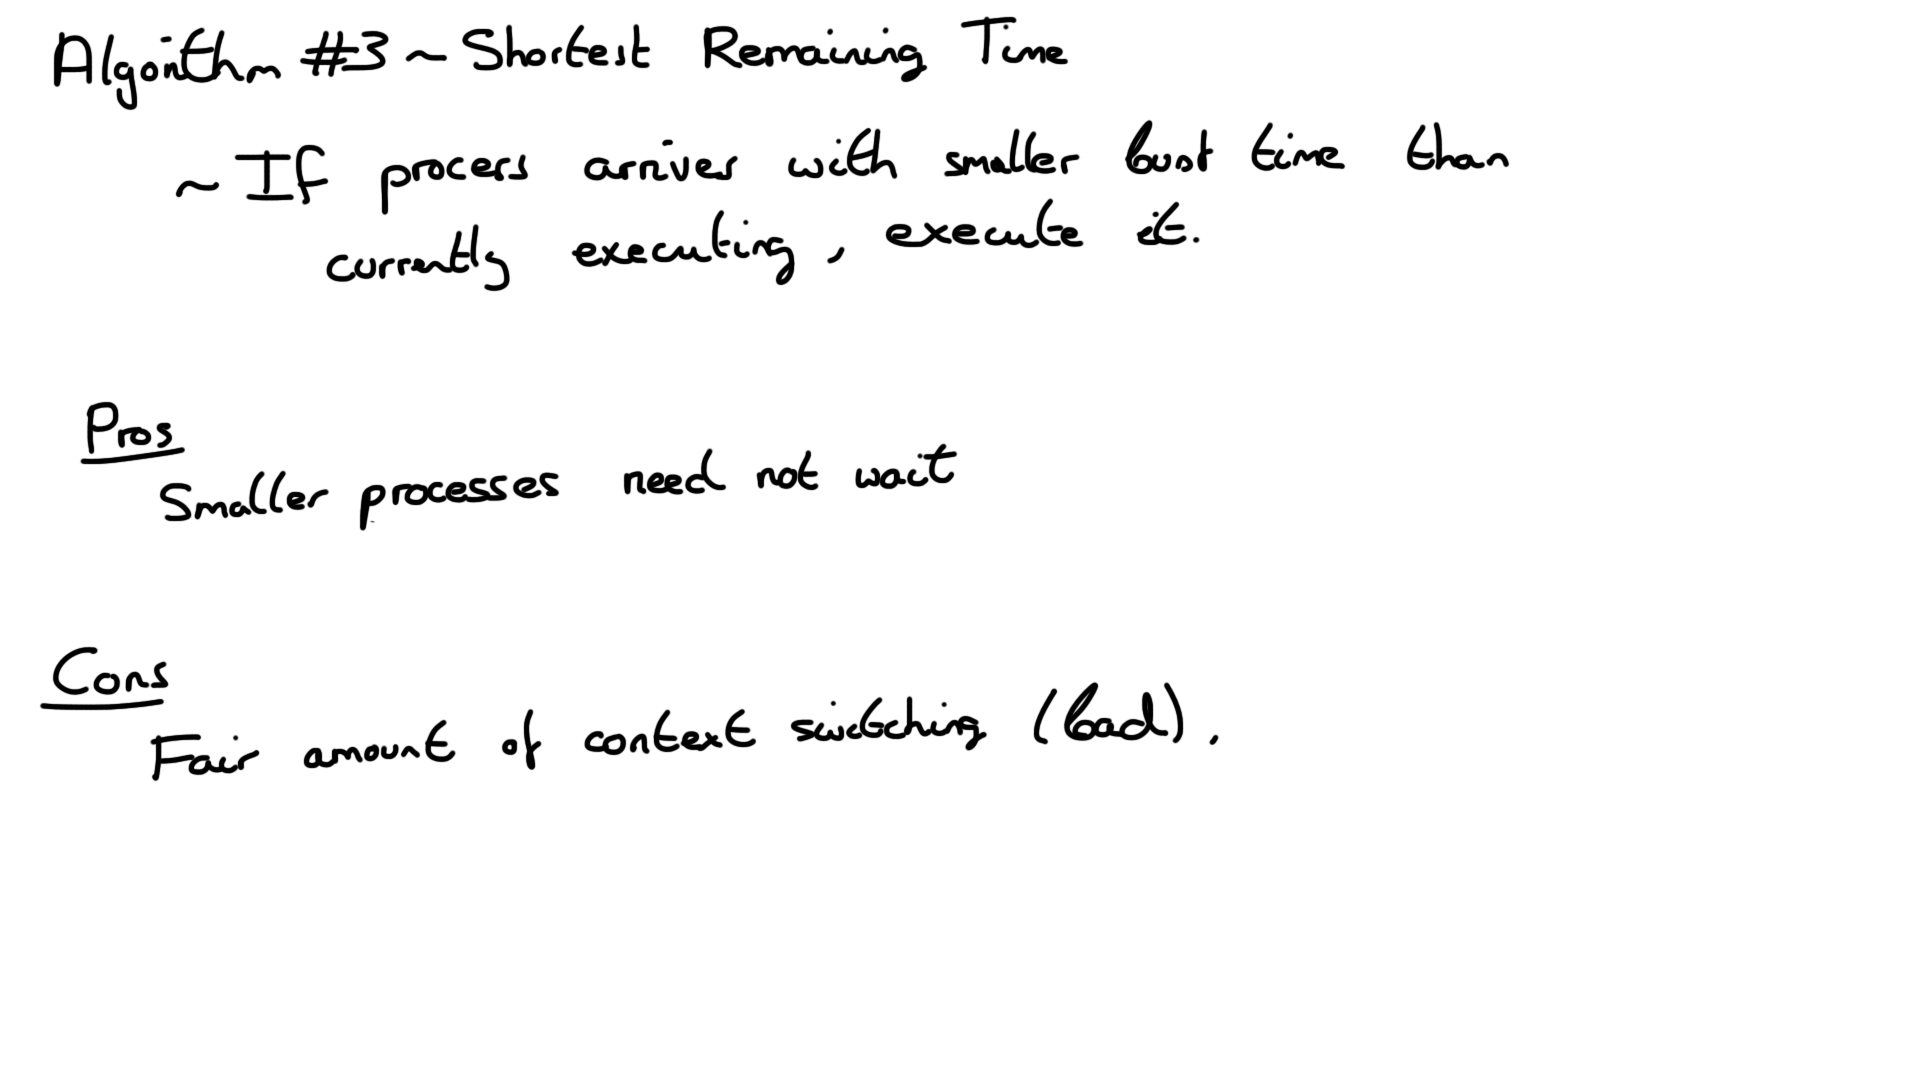 Algorithm #3 ~ Shortest Remaining Time
~ If process arrives with smaller burst time than
currently executing, execute it.
Pros
Smaller processes need not wait
Cons
Fair amount of context switching (bad).